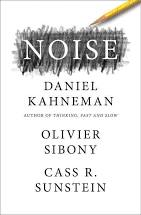 NOISE
DANIEL
KAHNEMAN
AUTHOR OF THINKING, FAST AND SLOW
OLIVIER
SIBONY
CASS R.
SUNSTEIN